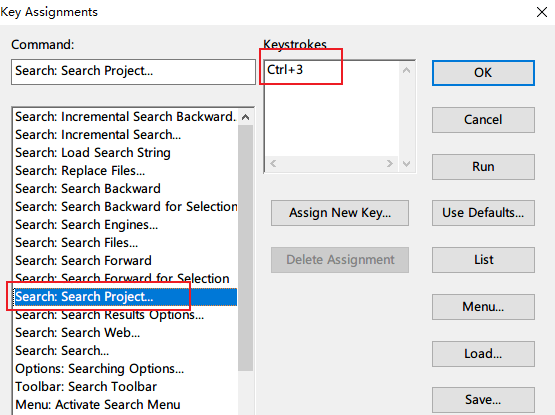 Key Assignments
Command:
Search: Search Project...
Keystrokes
Ctrl+3
Search: Incremental Search Backward...
Search: Incremental Search...
Search: Load Search String
Search: Replace Files...
Search: Search Backward
Search: Search Backward for Selection
Search: Search Engines...
Search: Search Files...
Search: Search Forward
Search: Search Forward for Selection
Search: Search Project...
Search: Search Results Options...
Search: Search Web...
Search: Search...
Options: Searching Options...
Toolbar: Search Toolbar
Menu: Activate Search Menu
Assign New Key...
Delete Assignment
OK
Cancel
Run
Use Defaults...
List
Menu...
Load...
Save...